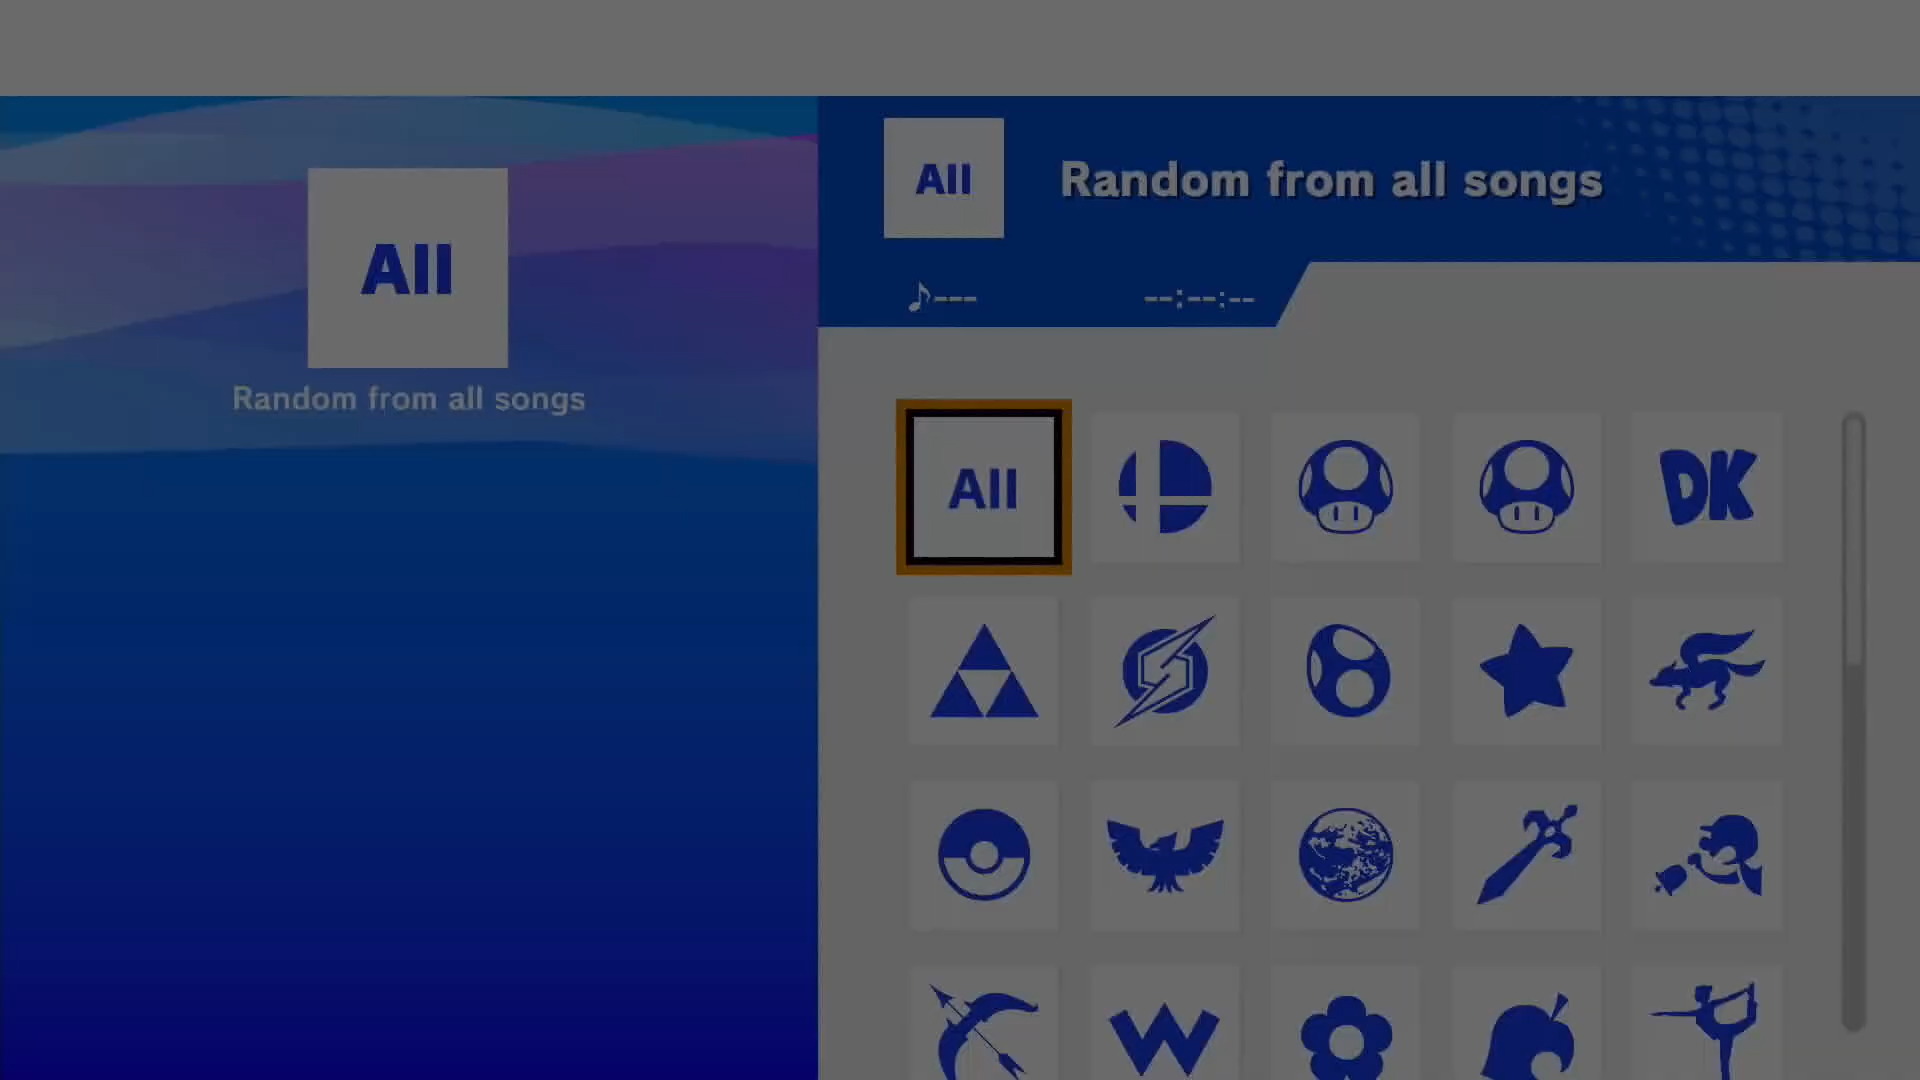 All
Random from all songs
All
Random from all songs
♪--- --:--:--
All
DK